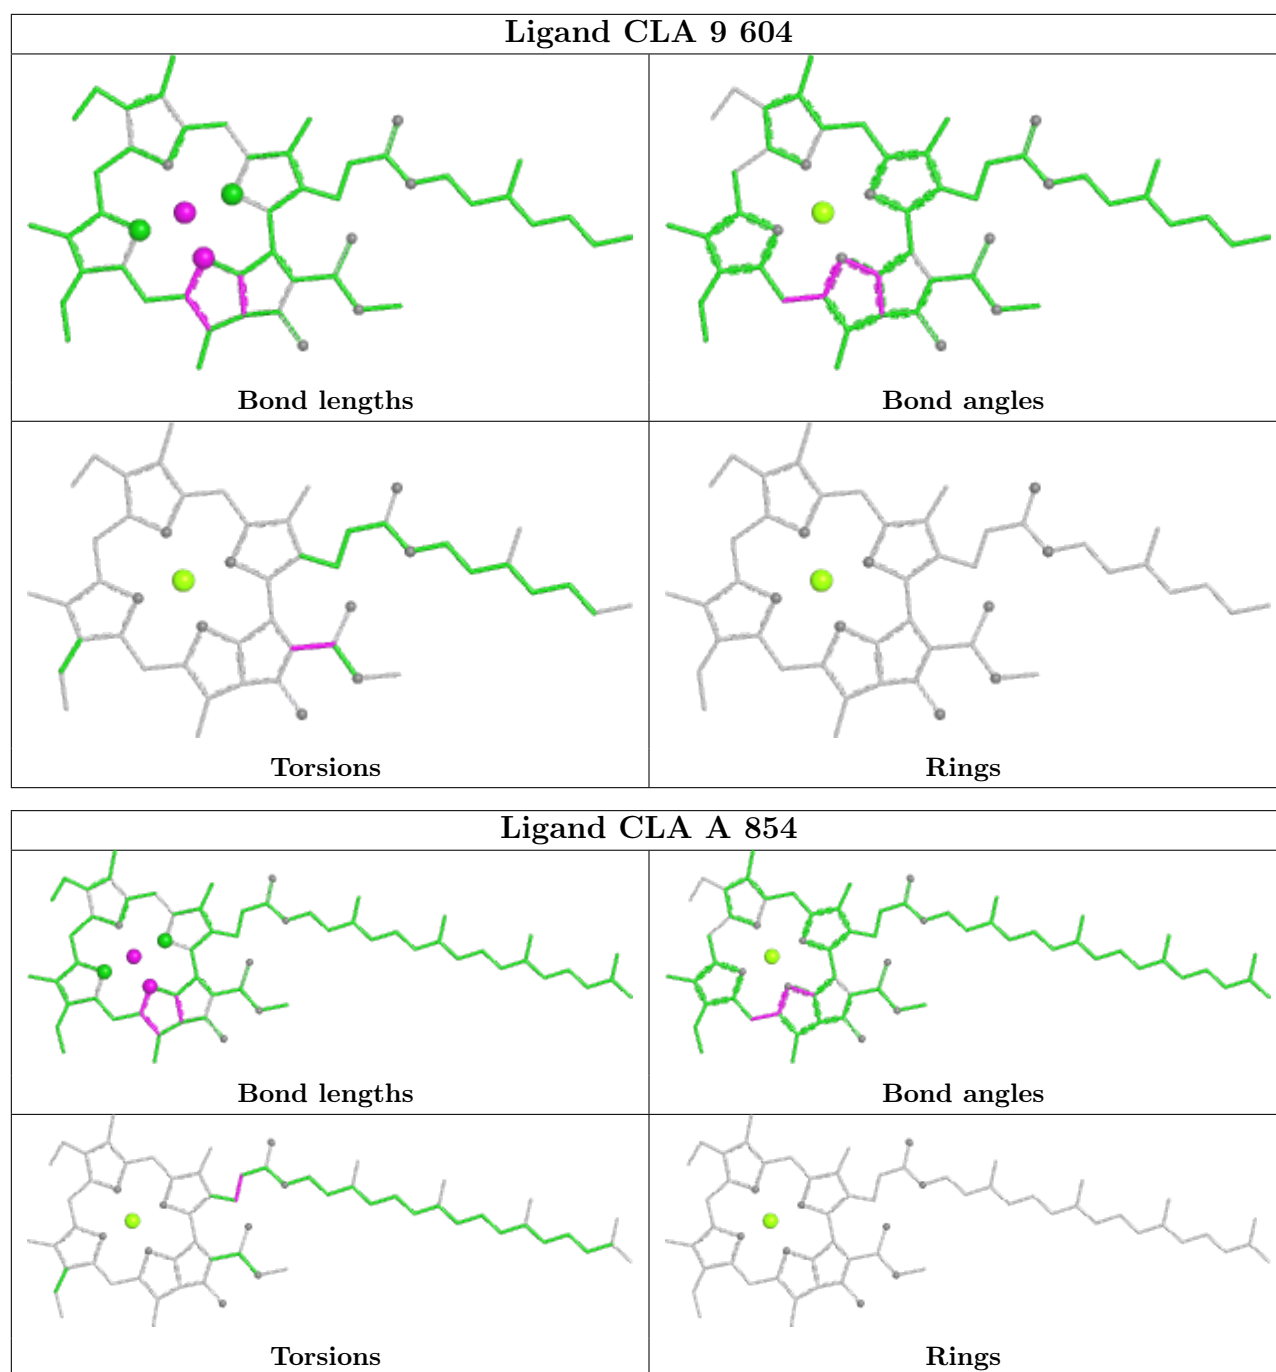 Ligand CLA 9 604
Bond lengths
Bond angles
Torsions
Rings
Ligand CLA A 854
Bond lengths
Bond angles
Torsions
Rings